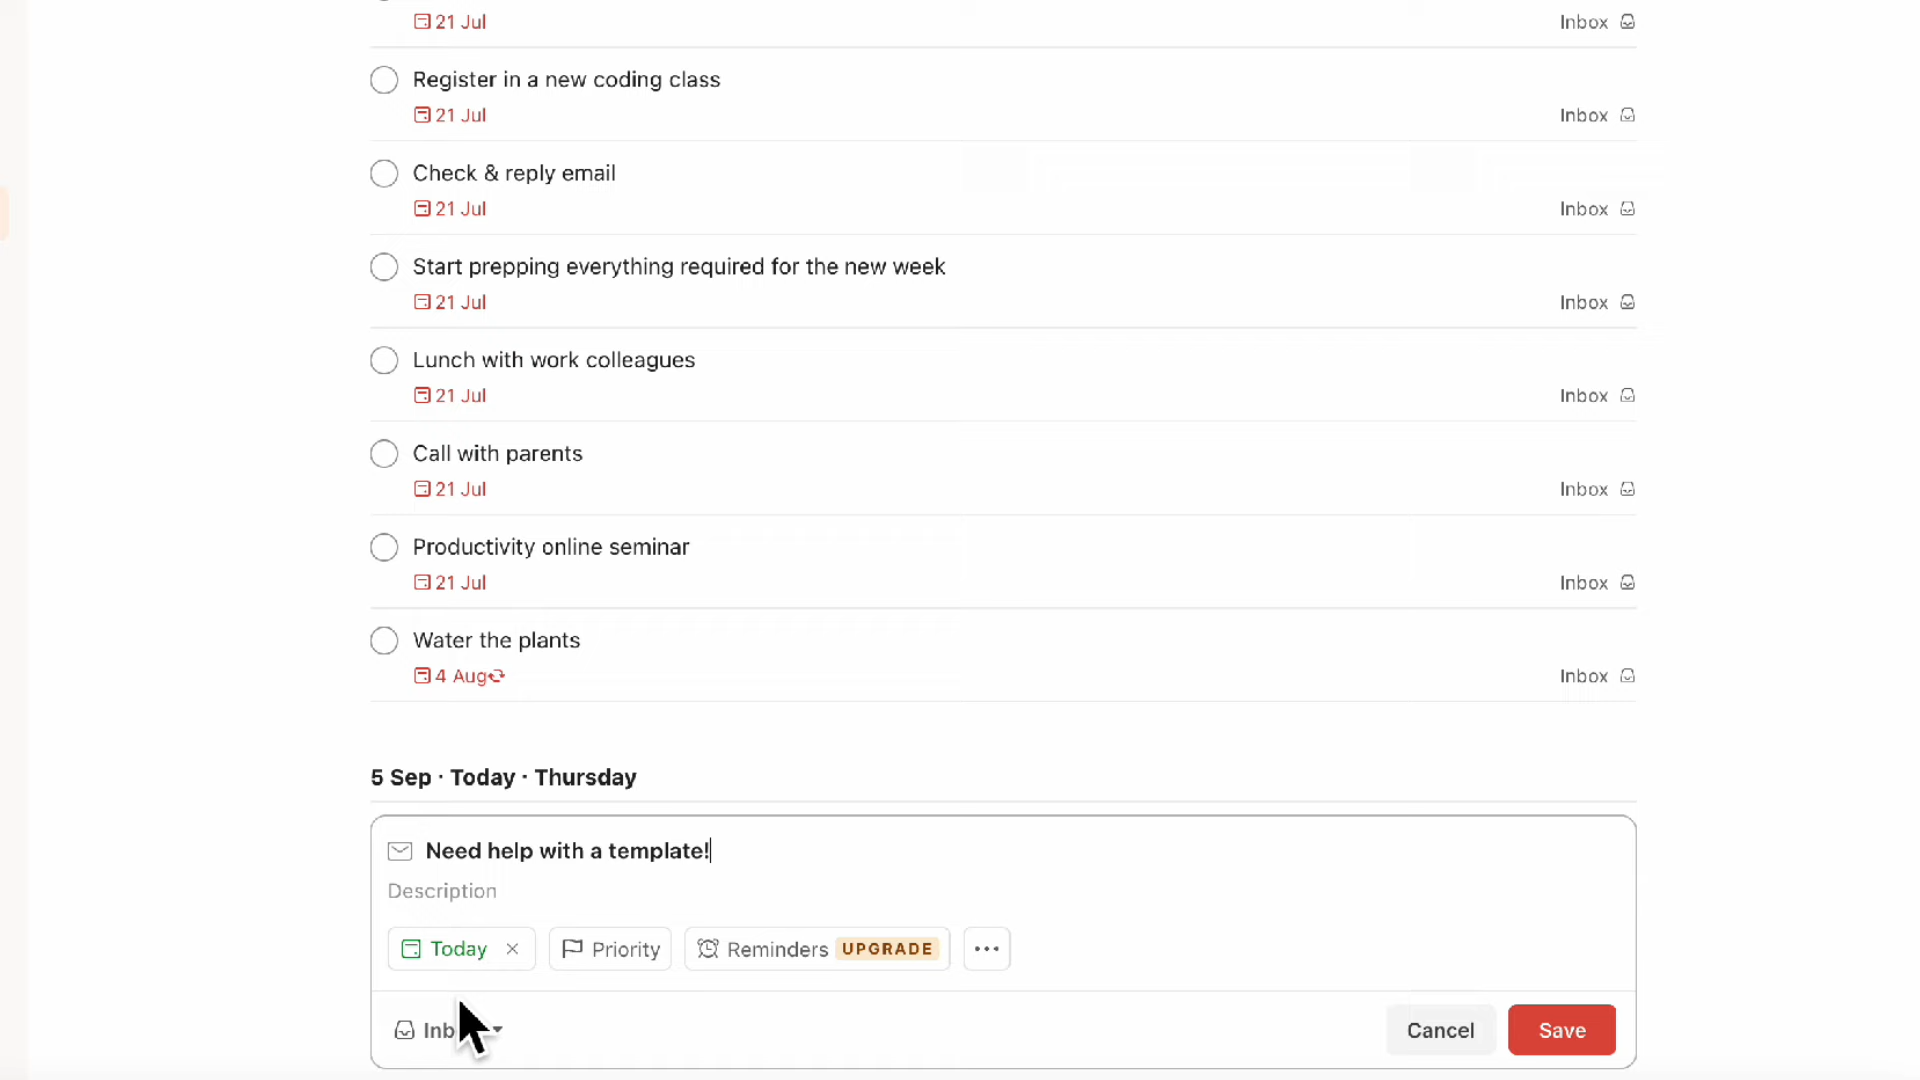 21 Jul Inbox
Register in a new coding class
21 Jul Inbox
Check & reply email
21 Jul Inbox
Start prepping everything required for the new week
21 Jul Inbox
Lunch with work colleagues
21 Jul Inbox
Call with parents
21 Jul Inbox
Productivity online seminar
21 Jul Inbox
Water the plants
4 Aug Inbox
5 Sep · Today · Thursday
Need help with a template!
Description
Today Priority Reminders UPGRADE
Cancel Save